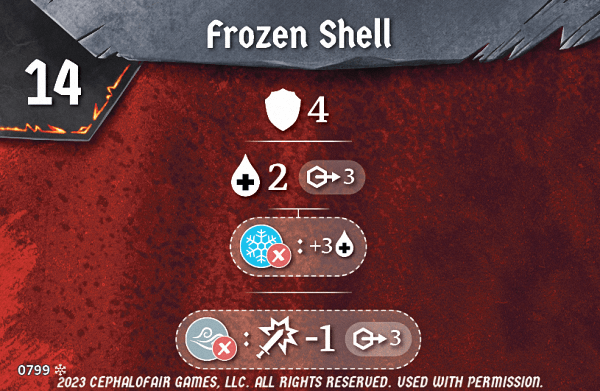 Frozen Shell
14
4
2 3
: +3
: -1 3
0799
2023 CEPHALOFAIR GAMES, LLC. ALL RIGHTS RESERVED. USED WITH PERMISSION.